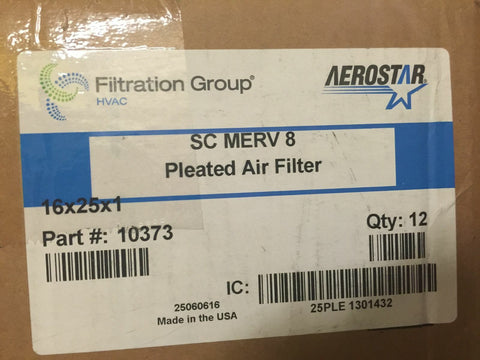 Filtration Group®
HVAC
AEROSTAR
SC MERV 8
Pleated Air Filter
16x25x1
Part #: 10373
Qty: 12
IC:
25PLE 1301432
25060616
Made in the USA